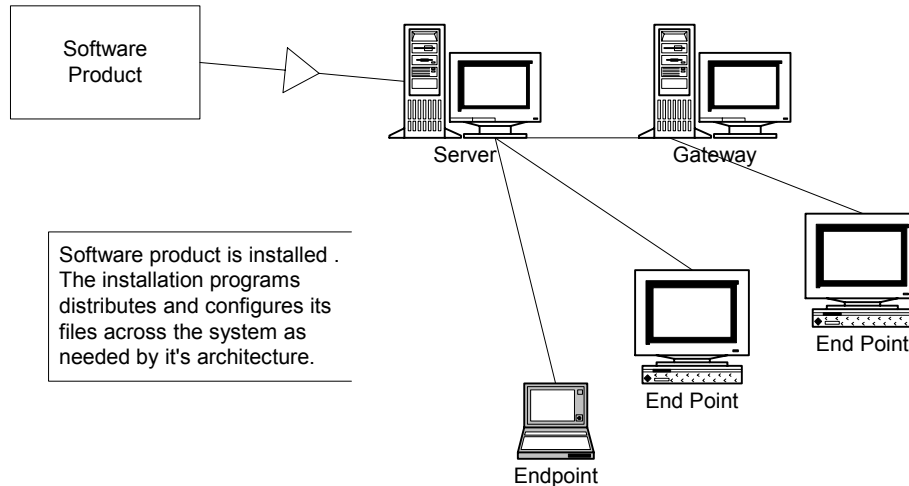 Software
Product
Server
Gateway
Software product is installed .
The installation programs
distributes and configures its
files across the system as
needed by it's architecture.
End Point
End Point
Endpoint